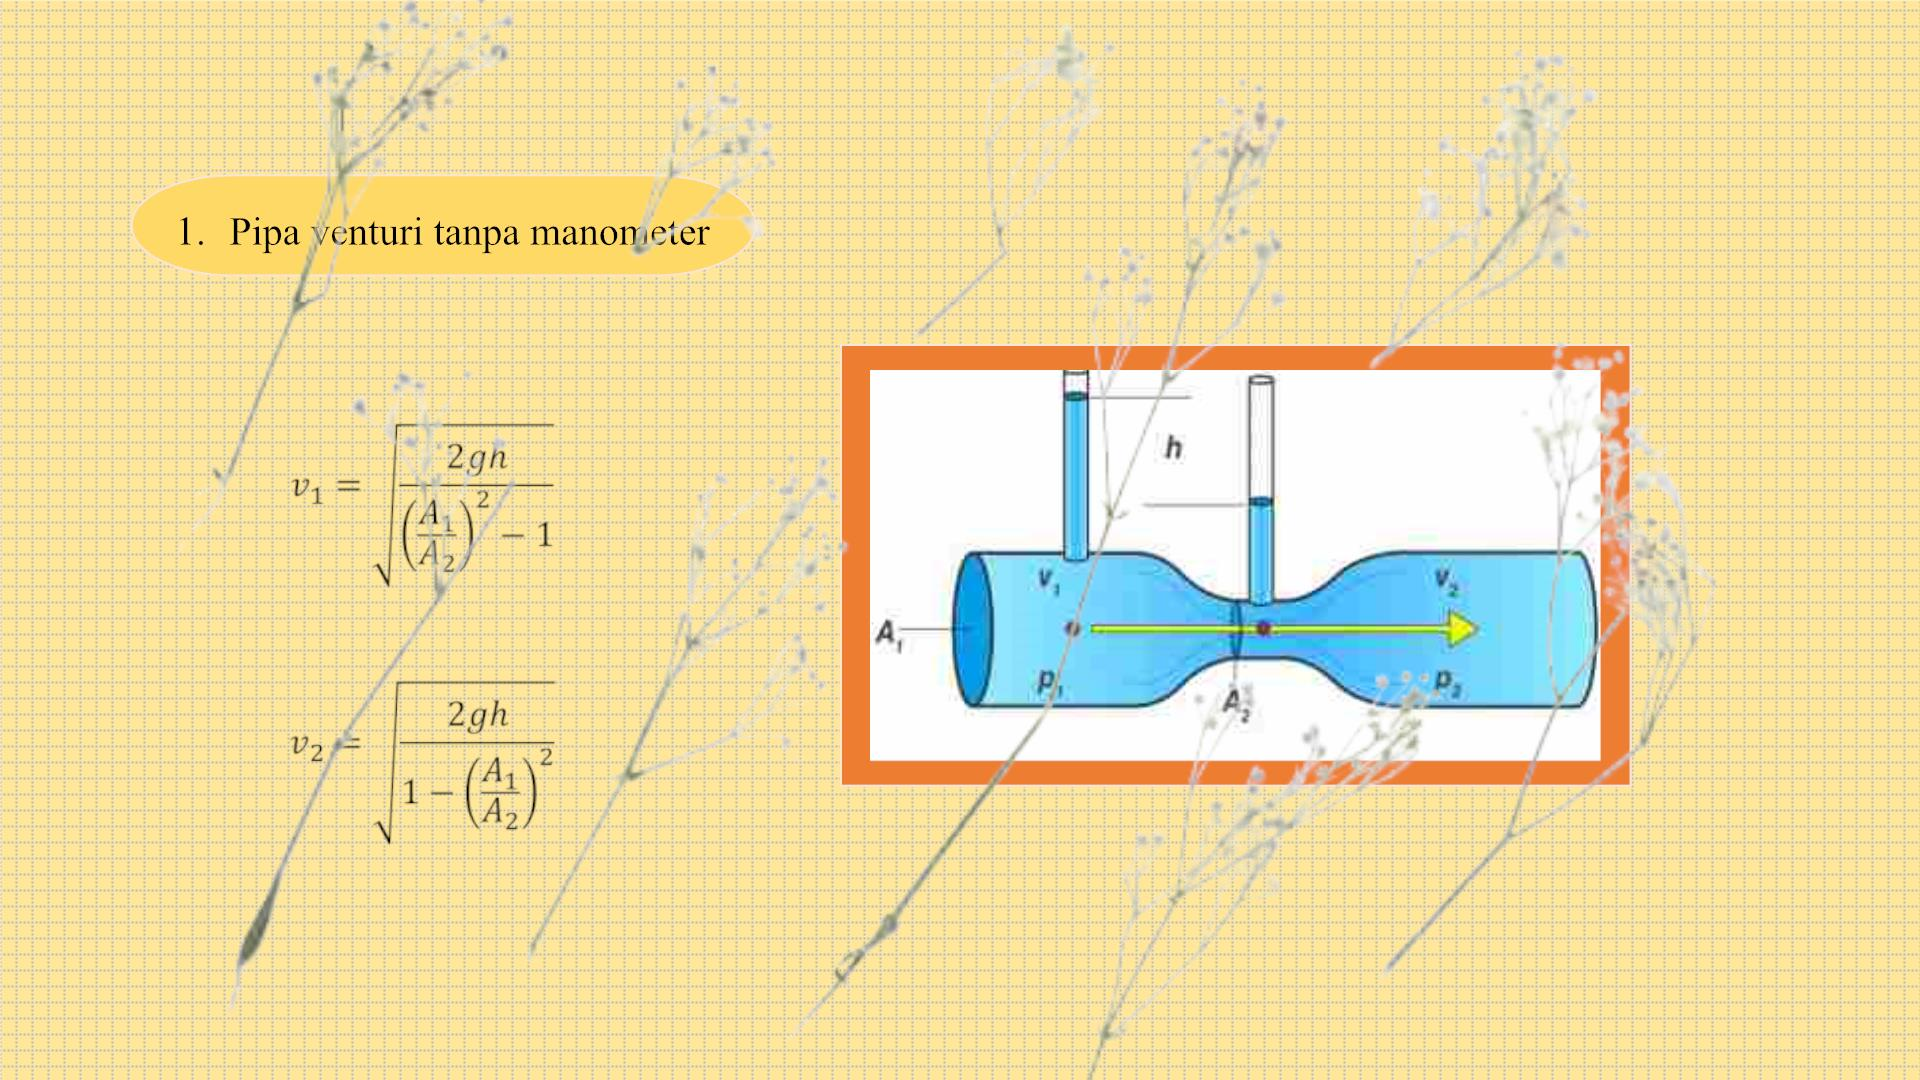 1. Pipa venturi tanpa manometer
v₁ = √(2gh / ((A₁/A₂)² − 1))
v₂ = √(2gh / (1 − (A₁/A₂)²))
h
v₁
v₂
A₁
p₁
p₂
A₂